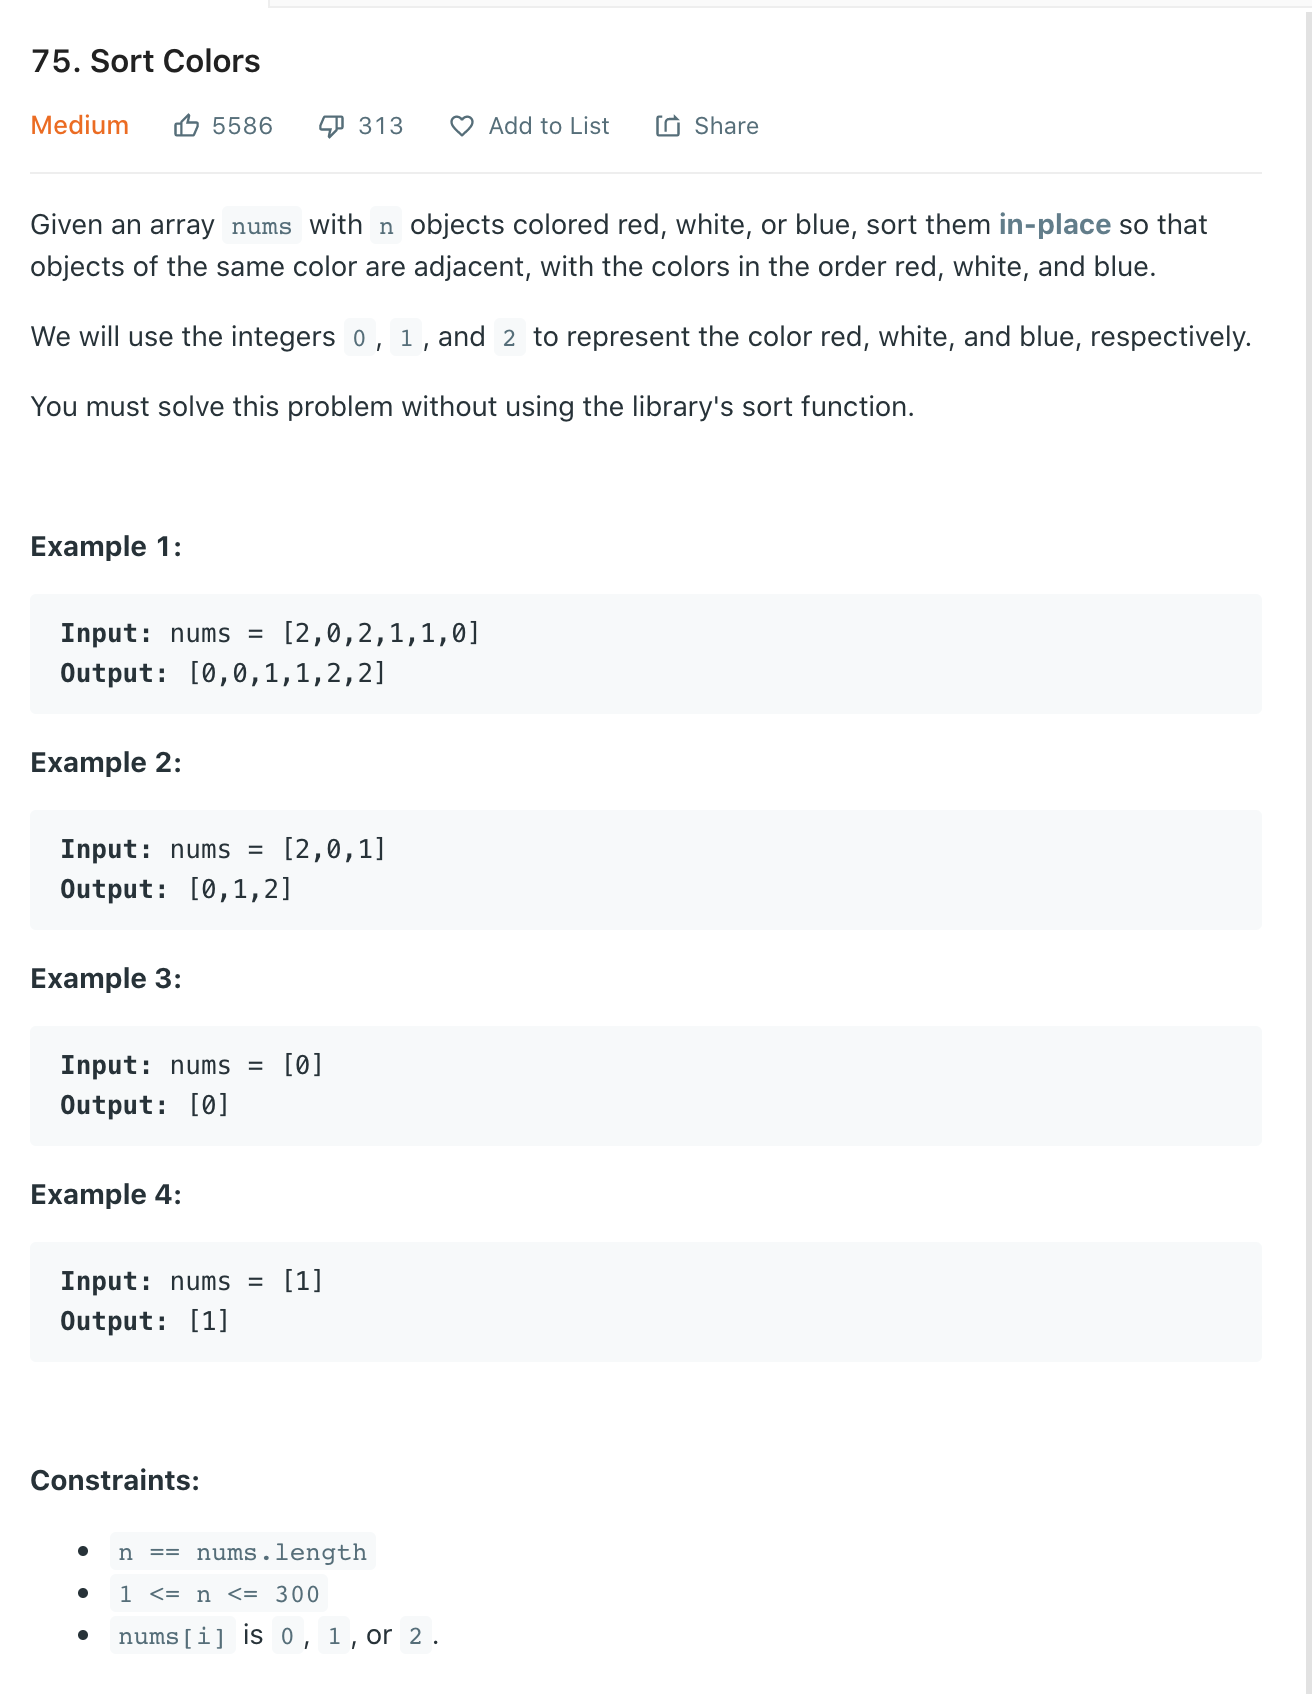 75. Sort Colors
Medium 5586 313 Add to List Share
Given an array nums with n objects colored red, white, or blue, sort them in-place so that
objects of the same color are adjacent, with the colors in the order red, white, and blue.
We will use the integers 0, 1, and 2 to represent the color red, white, and blue, respectively.
You must solve this problem without using the library's sort function.
Example 1:
Input: nums = [2,0,2,1,1,0]
Output: [0,0,1,1,2,2]
Example 2:
Input: nums = [2,0,1]
Output: [0,1,2]
Example 3:
Input: nums = [0]
Output: [0]
Example 4:
Input: nums = [1]
Output: [1]
Constraints:
• n == nums.length
• 1 <= n <= 300
• nums[i] is 0, 1, or 2.